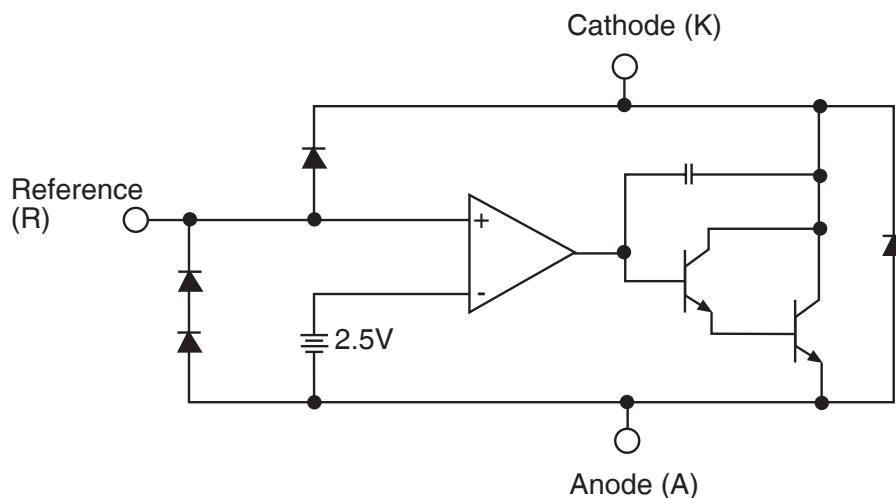 Cathode (K)
Reference
(R)
+
-
2.5V
Anode (A)